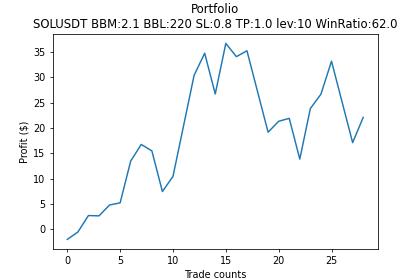 Portfolio
SOLUSDT BBM:2.1 BBL:220 SL:0.8 TP:1.0 lev:10 WinRatio:62.0
35
30
25
20
15
10
5
0
Profit ($)
0 5 10 15 20 25
Trade counts